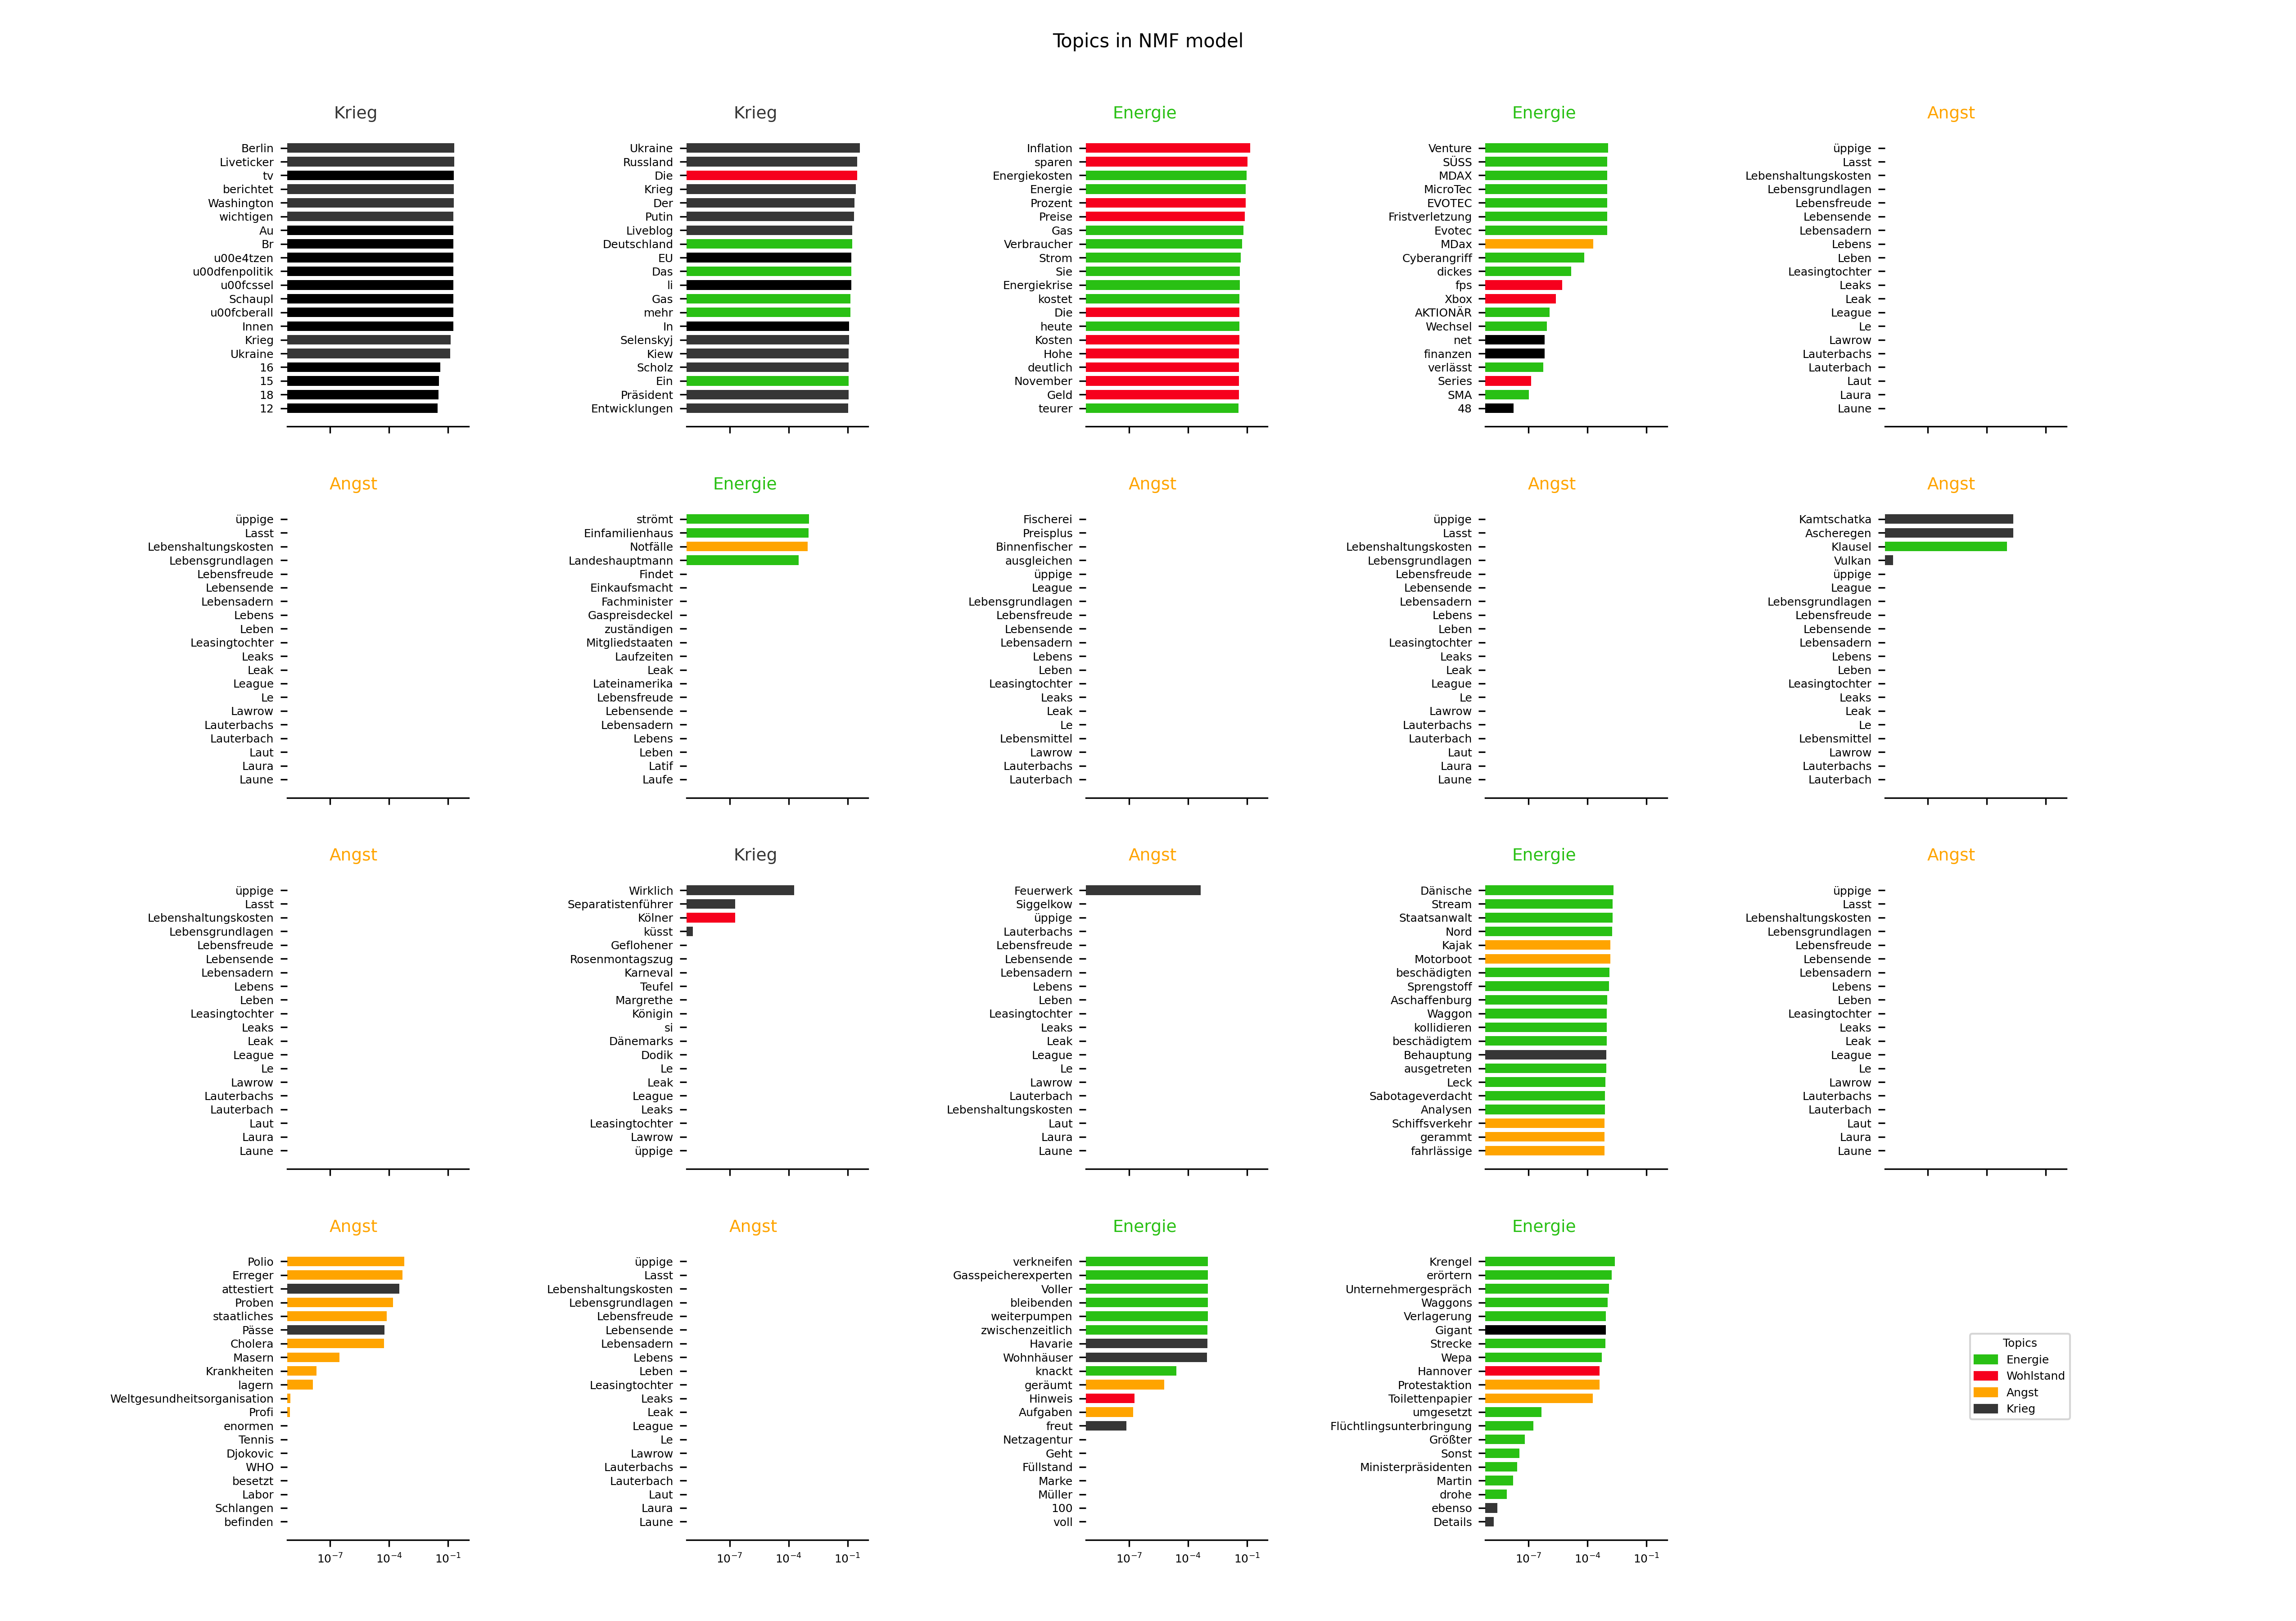 Topics in NMF model
Krieg
Berlin
Liveticker
tv
berichtet
Washington
wichtigen
Au
Br
u00e4tzen
u00dfenpolitik
u00fcssel
Schaupl
u00fcberall
Innen
Krieg
Ukraine
16
15
18
12
Krieg
Ukraine
Russland
Die
Krieg
Der
Putin
Liveblog
Deutschland
EU
Das
li
Gas
mehr
In
Selenskyj
Kiew
Scholz
Ein
Präsident
Entwicklungen
Energie
Inflation
sparen
Energiekosten
Energie
Prozent
Preise
Gas
Verbraucher
Strom
Sie
Energiekrise
kostet
Die
heute
Kosten
Hohe
deutlich
November
Geld
teurer
Energie
Venture
SÜSS
MDAX
MicroTec
EVOTEC
Fristverletzung
Evotec
MDax
Cyberangriff
dickes
fps
Xbox
AKTIONÄR
Wechsel
net
finanzen
verlässt
Series
SMA
48
Angst
üppige
Lasst
Lebenshaltungskosten
Lebensgrundlagen
Lebensfreude
Lebensende
Lebensadern
Lebens
Leben
Leasingtochter
Leaks
Leak
League
Le
Lawrow
Lauterbachs
Lauterbach
Laut
Laura
Laune
Angst
üppige
Lasst
Lebenshaltungskosten
Lebensgrundlagen
Lebensfreude
Lebensende
Lebensadern
Lebens
Leben
Leasingtochter
Leaks
Leak
League
Le
Lawrow
Lauterbachs
Lauterbach
Laut
Laura
Laune
Energie
strömt
Einfamilienhaus
Notfälle
Landeshauptmann
Findet
Einkaufsmacht
Fachminister
Gaspreisdeckel
zuständigen
Mitgliedstaaten
Laufzeiten
Leak
Lateinamerika
Lebensfreude
Lebensende
Lebensadern
Lebens
Leben
Latif
Laufe
Angst
Fischerei
Preisplus
Binnenfischer
ausgleichen
üppige
League
Lebensgrundlagen
Lebensfreude
Lebensende
Lebensadern
Lebens
Leben
Leasingtochter
Leaks
Leak
Le
Lebensmittel
Lawrow
Lauterbachs
Lauterbach
Angst
üppige
Lasst
Lebenshaltungskosten
Lebensgrundlagen
Lebensfreude
Lebensende
Lebensadern
Lebens
Leben
Leasingtochter
Leaks
Leak
League
Le
Lawrow
Lauterbachs
Lauterbach
Laut
Laura
Laune
Angst
Kamtschatka
Ascheregen
Klausel
Vulkan
üppige
League
Lebensgrundlagen
Lebensfreude
Lebensende
Lebensadern
Lebens
Leben
Leasingtochter
Leaks
Leak
Le
Lebensmittel
Lawrow
Lauterbachs
Lauterbach
Angst
üppige
Lasst
Lebenshaltungskosten
Lebensgrundlagen
Lebensfreude
Lebensende
Lebensadern
Lebens
Leben
Leasingtochter
Leaks
Leak
League
Le
Lawrow
Lauterbachs
Lauterbach
Laut
Laura
Laune
Krieg
Wirklich
Separatistenführer
Kölner
küsst
Geflohener
Rosenmontagszug
Karneval
Teufel
Margrethe
Königin
si
Dänemarks
Dodik
Le
Leak
League
Leaks
Leasingtochter
Lawrow
üppige
Angst
Feuerwerk
Siggelkow
üppige
Lauterbachs
Lebensfreude
Lebensende
Lebensadern
Lebens
Leben
Leasingtochter
Leaks
Leak
League
Le
Lawrow
Lauterbach
Lebenshaltungskosten
Laut
Laura
Laune
Energie
Dänische
Stream
Staatsanwalt
Nord
Kajak
Motorboot
beschädigten
Sprengstoff
Aschaffenburg
Waggon
kollidieren
beschädigtem
Behauptung
ausgetreten
Leck
Sabotageverdacht
Analysen
Schiffsverkehr
gerammt
fahrlässige
Angst
üppige
Lasst
Lebenshaltungskosten
Lebensgrundlagen
Lebensfreude
Lebensende
Lebensadern
Lebens
Leben
Leasingtochter
Leaks
Leak
League
Le
Lawrow
Lauterbachs
Lauterbach
Laut
Laura
Laune
Angst
Polio
Erreger
attestiert
Proben
staatliches
Pässe
Cholera
Masern
Krankheiten
lagern
Weltgesundheitsorganisation
Profi
enormen
Tennis
Djokovic
WHO
besetzt
Labor
Schlangen
befinden
10⁻⁷ 10⁻⁴ 10⁻¹
Angst
üppige
Lasst
Lebenshaltungskosten
Lebensgrundlagen
Lebensfreude
Lebensende
Lebensadern
Lebens
Leben
Leasingtochter
Leaks
Leak
League
Le
Lawrow
Lauterbachs
Lauterbach
Laut
Laura
Laune
10⁻⁷ 10⁻⁴ 10⁻¹
Energie
verkneifen
Gasspeicherexperten
Voller
bleibenden
weiterpumpen
zwischenzeitlich
Havarie
Wohnhäuser
knackt
geräumt
Hinweis
Aufgaben
freut
Netzagentur
Geht
Füllstand
Marke
Müller
100
voll
10⁻⁷ 10⁻⁴ 10⁻¹
Energie
Krengel
erörtern
Unternehmergespräch
Waggons
Verlagerung
Gigant
Strecke
Wepa
Hannover
Protestaktion
Toilettenpapier
umgesetzt
Flüchtlingsunterbringung
Größter
Sonst
Ministerpräsidenten
Martin
drohe
ebenso
Details
10⁻⁷ 10⁻⁴ 10⁻¹
Topics
Energie
Wohlstand
Angst
Krieg